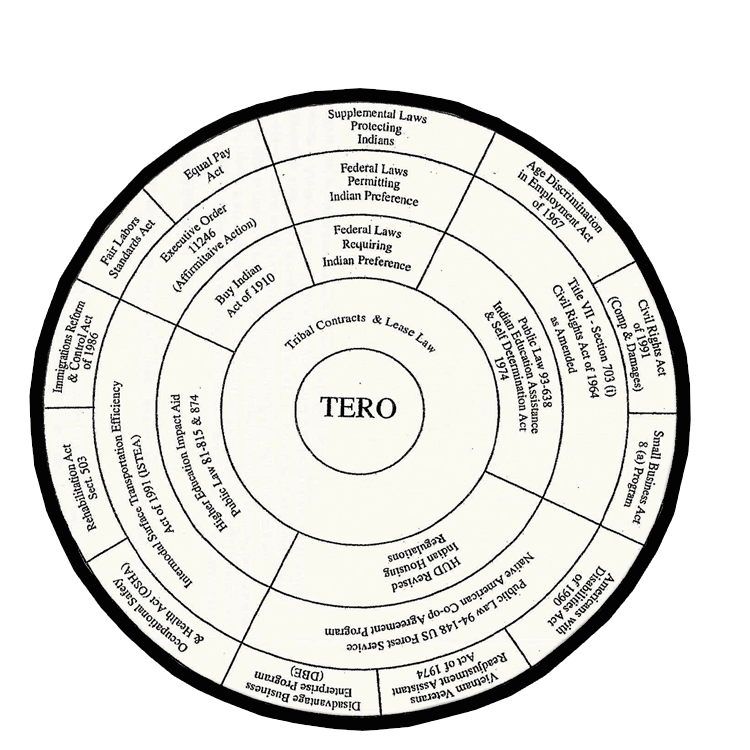 Supplemental Laws
Protecting
Indians
Federal Laws
Permitting
Indian Preference
Federal Laws
Requiring
Indian Preference
Tribal Contracts & Lease Law
TERO
Age Discrimination
in Employment Act
of 1967
Civil Rights Act
of 1991
(Comp & Damages)
Small Business Act
8 (a) Program
Americans with
Disabilities Act
of 1990
Vietnam Veterans
Readjustment Assistant
Act of 1974
Disadvantage Business
Enterprise Program
(DBE)
Occupational Safety
& Health Act (OSHA)
Rehabilitation Act
Sect. 503
Immigrations Reform
& Control Act
of 1986
Fair Labors
Standards Act
Equal Pay
Act
Title VII - Section 703 (i)
Civil Rights Act of 1964
as Amended
Public Law 94-148 US Forest Service
Native American Co-op Agreement Program
Intermodul Surface Transportation Efficiency
Act of 1991 (ISTEA)
Executive Order
11246
(Affirmitaive Action)
Public Law 93-638
Indian Education Assistance
& Self Determination Act
1974
HUD Revised
Indian Housing
Regulations
Higher Education Impact Aid
Public Law 81-815 & 874
Buy Indian
Act of 1910